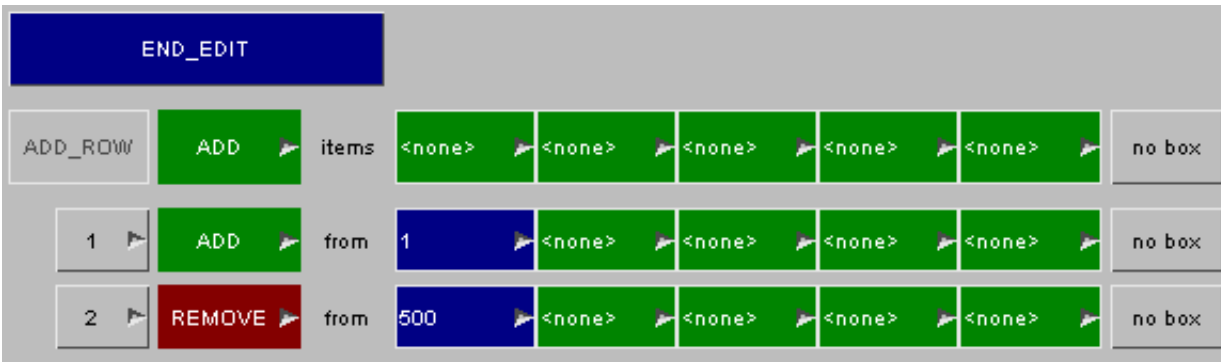 END_EDIT
ADD_ROW ADD items <none> <none> <none> <none> <none> no box
1 ADD from 1 <none> <none> <none> <none> no box
2 REMOVE from 500 <none> <none> <none> <none> no box